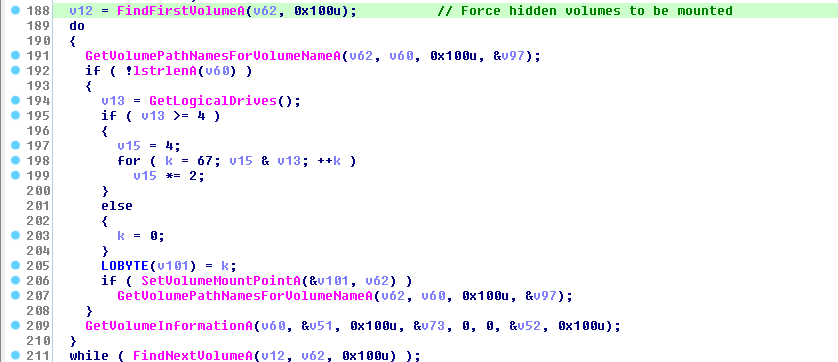 188 v12 = FindFirstVolumeA(v62, 0x100u); // Force hidden volumes to be mounted
189 do
190 {
191 GetVolumePathNamesForVolumeNameA(v62, v60, 0x100u, &v97);
192 if ( !lstrlenA(v60) )
193 {
194 v13 = GetLogicalDrives();
195 if ( v13 >= 4 )
196 {
197 v15 = 4;
198 for ( k = 67; v15 & v13; ++k )
199 v15 *= 2;
200 }
201 else
202 {
203 k = 0;
204 }
205 LOBYTE(v101) = k;
206 if ( SetVolumeMountPointA(&v101, v62) )
207 GetVolumePathNamesForVolumeNameA(v62, v60, 0x100u, &v97);
208 }
209 GetVolumeInformationA(v60, &v51, 0x100u, &v73, 0, 0, &v52, 0x100u);
210 }
211 while ( FindNextVolumeA(v12, v62, 0x100u) );